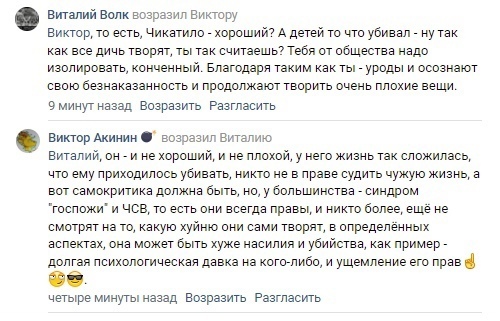 Виталий Волк возразил Виктору
Виктор, то есть, Чикатило - хороший? А детей то что убивал - ну так
как все дичь творят, ты так считаешь? Тебя от общества надо
изолировать, конченный. Благодаря таким как ты - уроды и осознают
свою безнаказанность и продолжают творить очень плохие вещи.
9 минут назад Возразить Разгласить
Виктор Акинин 💣 возразил Виталию
Виталий, он - и не хороший, и не плохой, у него жизнь так сложилась,
что ему приходилось убивать, никто не в праве судить чужую жизнь, а
вот самокритика должна быть, но, у большинства - синдром
"госпожи" и ЧСВ, то есть они всегда правы, и никто более, ещё не
смотрят на то, какую хуйню они сами творят, в определённых
аспектах, она может быть хуже насилия и убийства, как пример -
долгая психологическая давка на кого-либо, и ущемление его прав☝
🙄😎.
четыре минуты назад Возразить Разгласить